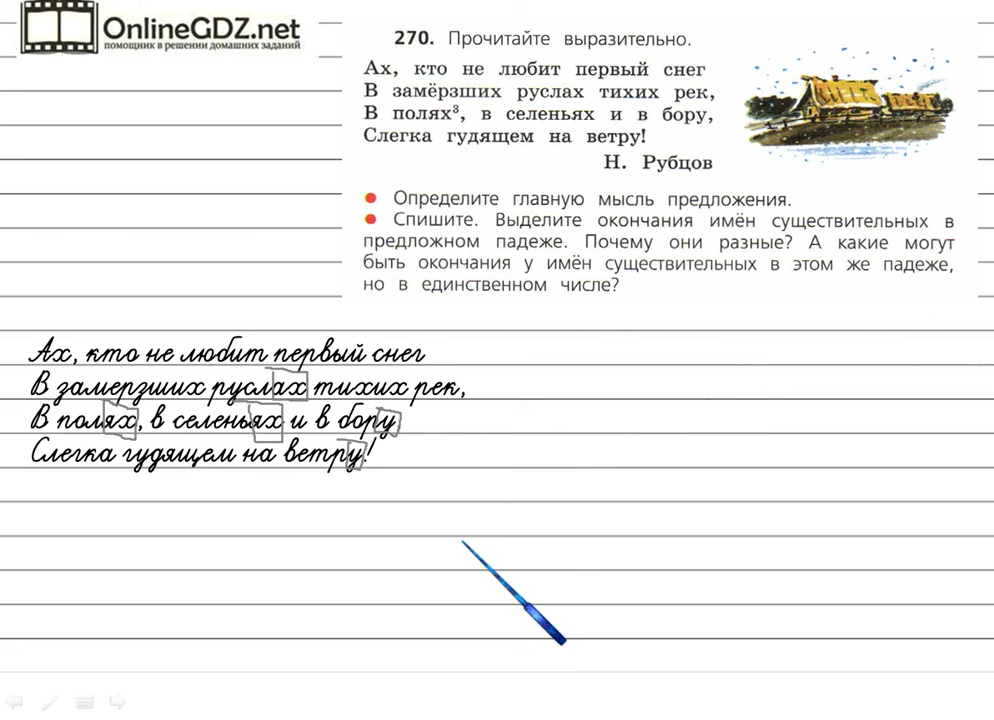 OnlineGDZ.net
помощник в решении домашних заданий
270. Прочитайте выразительно.
Ах, кто не любит первый снег
В замёрзших руслах тихих рек,
В полях³, в селеньях и в бору,
Слегка гудящем на ветру!
Н. Рубцов
● Определите главную мысль предложения.
● Спишите. Выделите окончания имён существительных в
предложном падеже. Почему они разные? А какие могут
быть окончания у имён существительных в этом же падеже,
но в единственном числе?
Ах, кто не любит первый снег
В замерзших руслах тихих рек,
В полях, в селеньях и в бору,
Слегка гудящем на ветру!